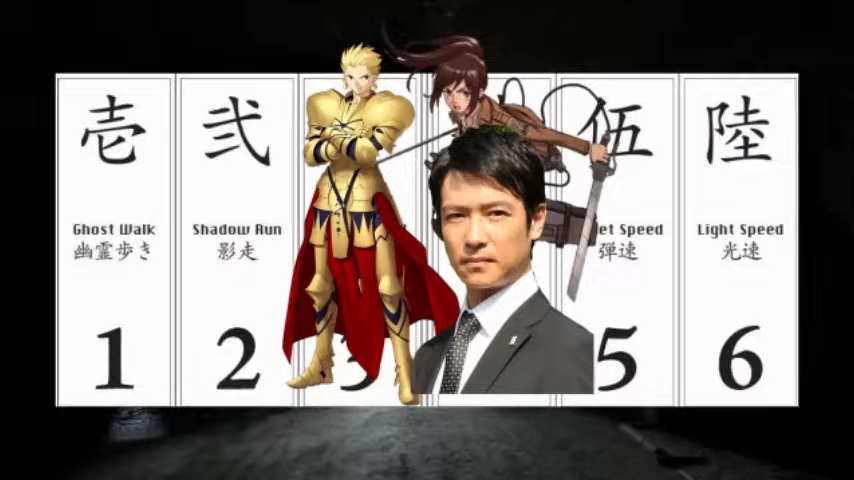 壱
Ghost Walk
幽霊歩き
1
弐
Shadow Run
影走
2
伍
et Speed
弾速
5
陸
Light Speed
光速
6